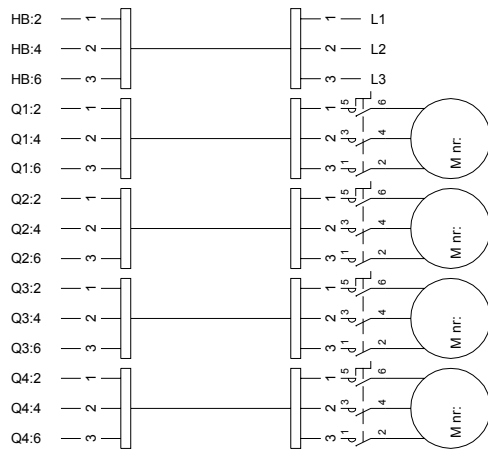 HB:2 1 1 L1
HB:4 2 2 L2
HB:6 3 3 L3
Q1:2 1 1 5 6
Q1:4 2 2 3 4 M nr:
Q1:6 3 3 1 2
Q2:2 1 1 5 6
Q2:4 2 2 3 4 M nr:
Q2:6 3 3 1 2
Q3:2 1 1 5 6
Q3:4 2 2 3 4 M nr:
Q3:6 3 3 1 2
Q4:2 1 1 5 6
Q4:4 2 2 3 4 M nr:
Q4:6 3 3 1 2